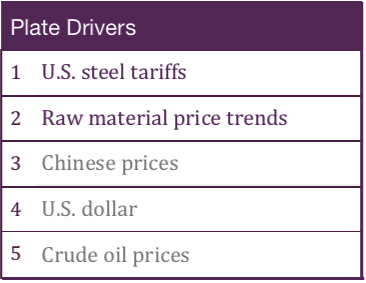 Plate Drivers
1 U.S. steel tariffs
2 Raw material price trends
3 Chinese prices
4 U.S. dollar
5 Crude oil prices